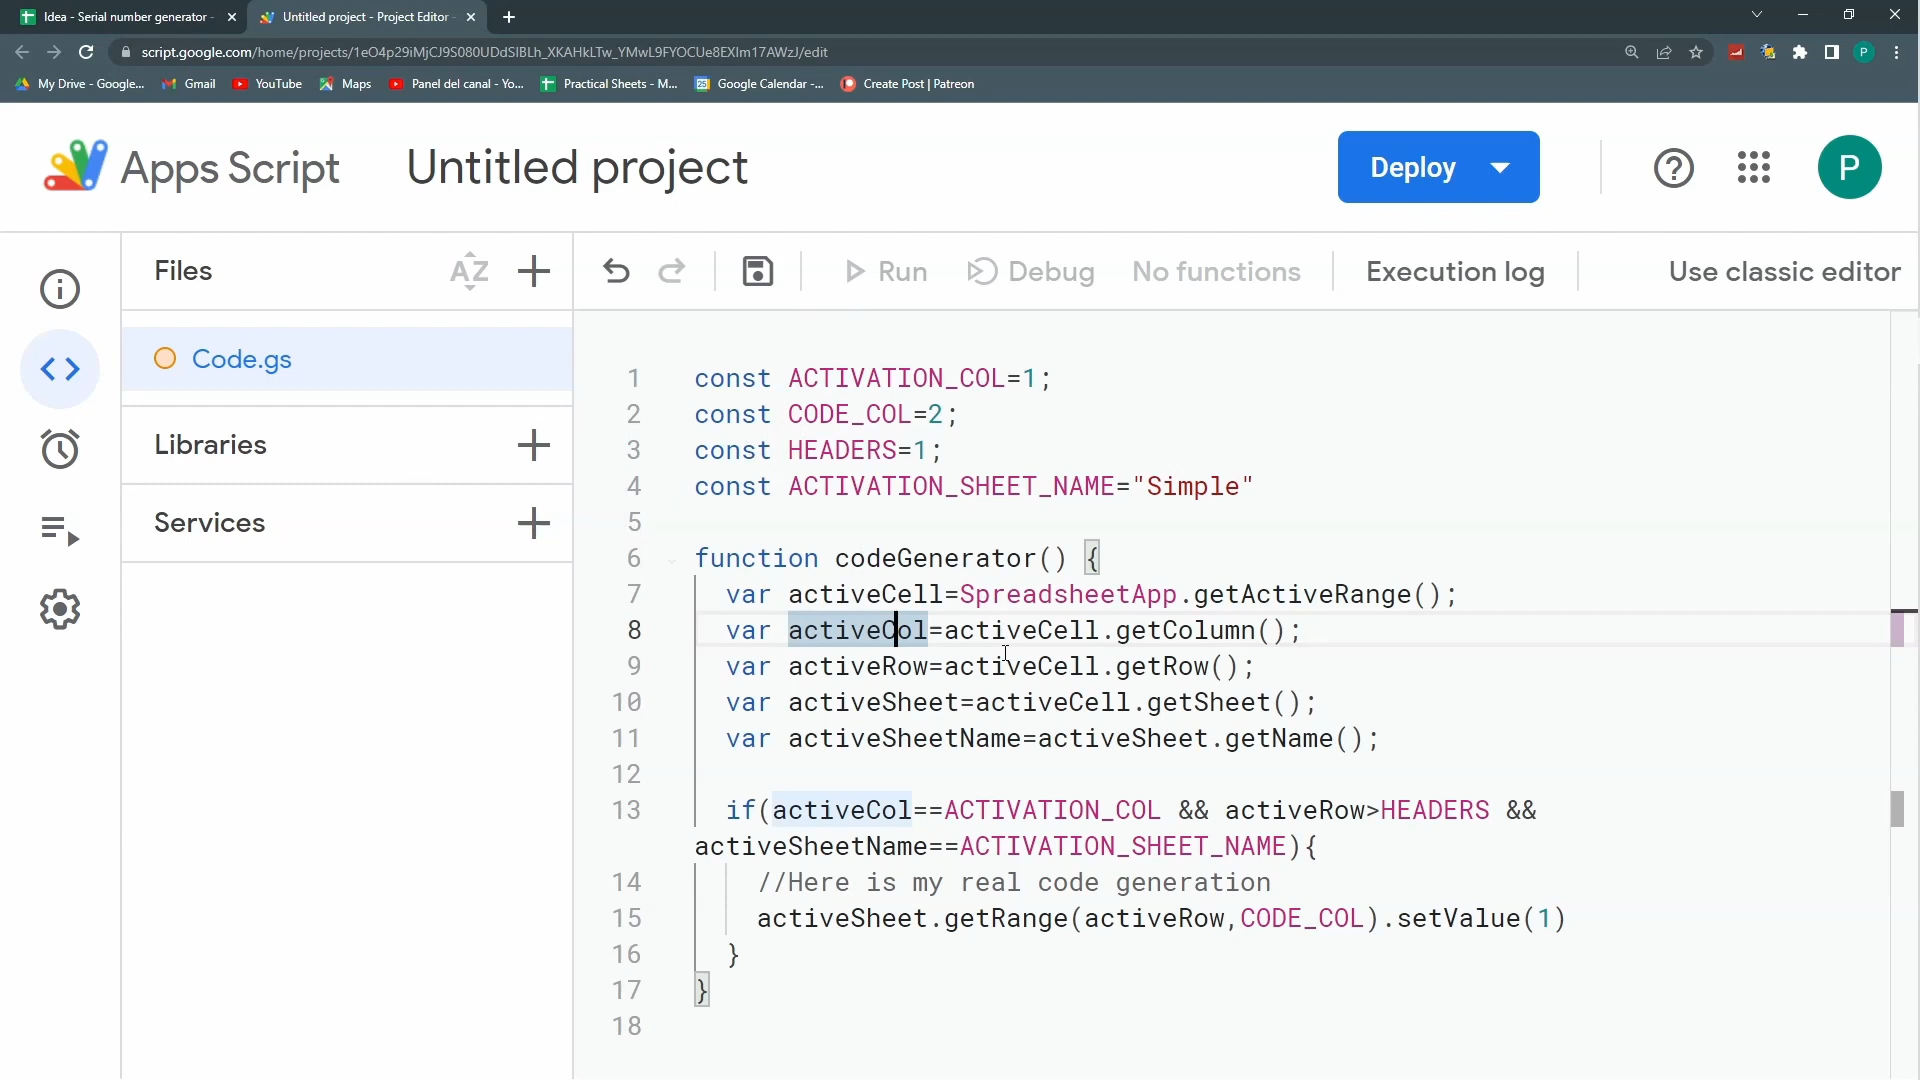 Idea - Serial number generator -
Untitled project - Project Editor -
script.google.com/home/projects/1eO4p29iMjCJ9S080UDdSIBLh_XKAHkLTw_YMwL9FYOCUe8EXIm17AWzJ/edit
My Drive - Google...
Gmail
YouTube
Maps
Panel del canal - Yo...
Practical Sheets - M...
Google Calendar -...
Create Post | Patreon
Apps Script
Untitled project
Deploy
P
Files
AZ
Run
Debug
No functions
Execution log
Use classic editor
Code.gs
Libraries
Services
1 const ACTIVATION_COL=1;
2 const CODE_COL=2;
3 const HEADERS=1;
4 const ACTIVATION_SHEET_NAME="Simple"
5
6 function codeGenerator() {
7 var activeCell=SpreadsheetApp.getActiveRange();
8 var activeCol=activeCell.getColumn();
9 var activeRow=activeCell.getRow();
10 var activeSheet=activeCell.getSheet();
11 var activeSheetName=activeSheet.getName();
12
13 if(activeCol==ACTIVATION_COL && activeRow>HEADERS &&
activeSheetName==ACTIVATION_SHEET_NAME){
14 //Here is my real code generation
15 activeSheet.getRange(activeRow,CODE_COL).setValue(1)
16 }
17 }
18